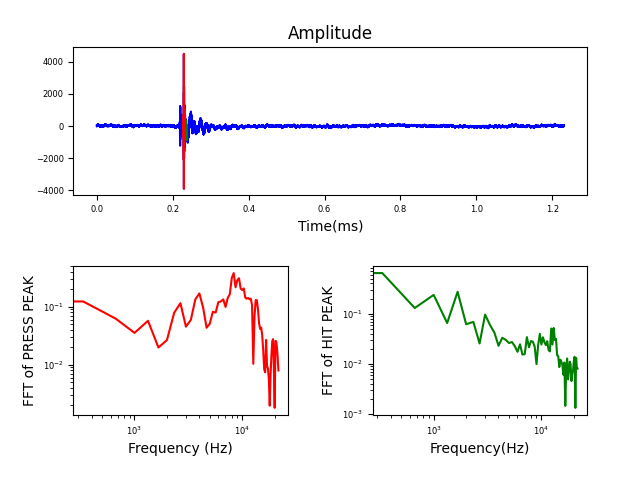 Amplitude
4000
2000
0
−2000
−4000
0.0 0.2 0.4 0.6 0.8 1.0 1.2
Time(ms)
FFT of PRESS PEAK
10⁻¹
10⁻²
10³ 10⁴
Frequency (Hz)
FFT of HIT PEAK
10⁻¹
10⁻²
10⁻³
10³ 10⁴
Frequency(Hz)